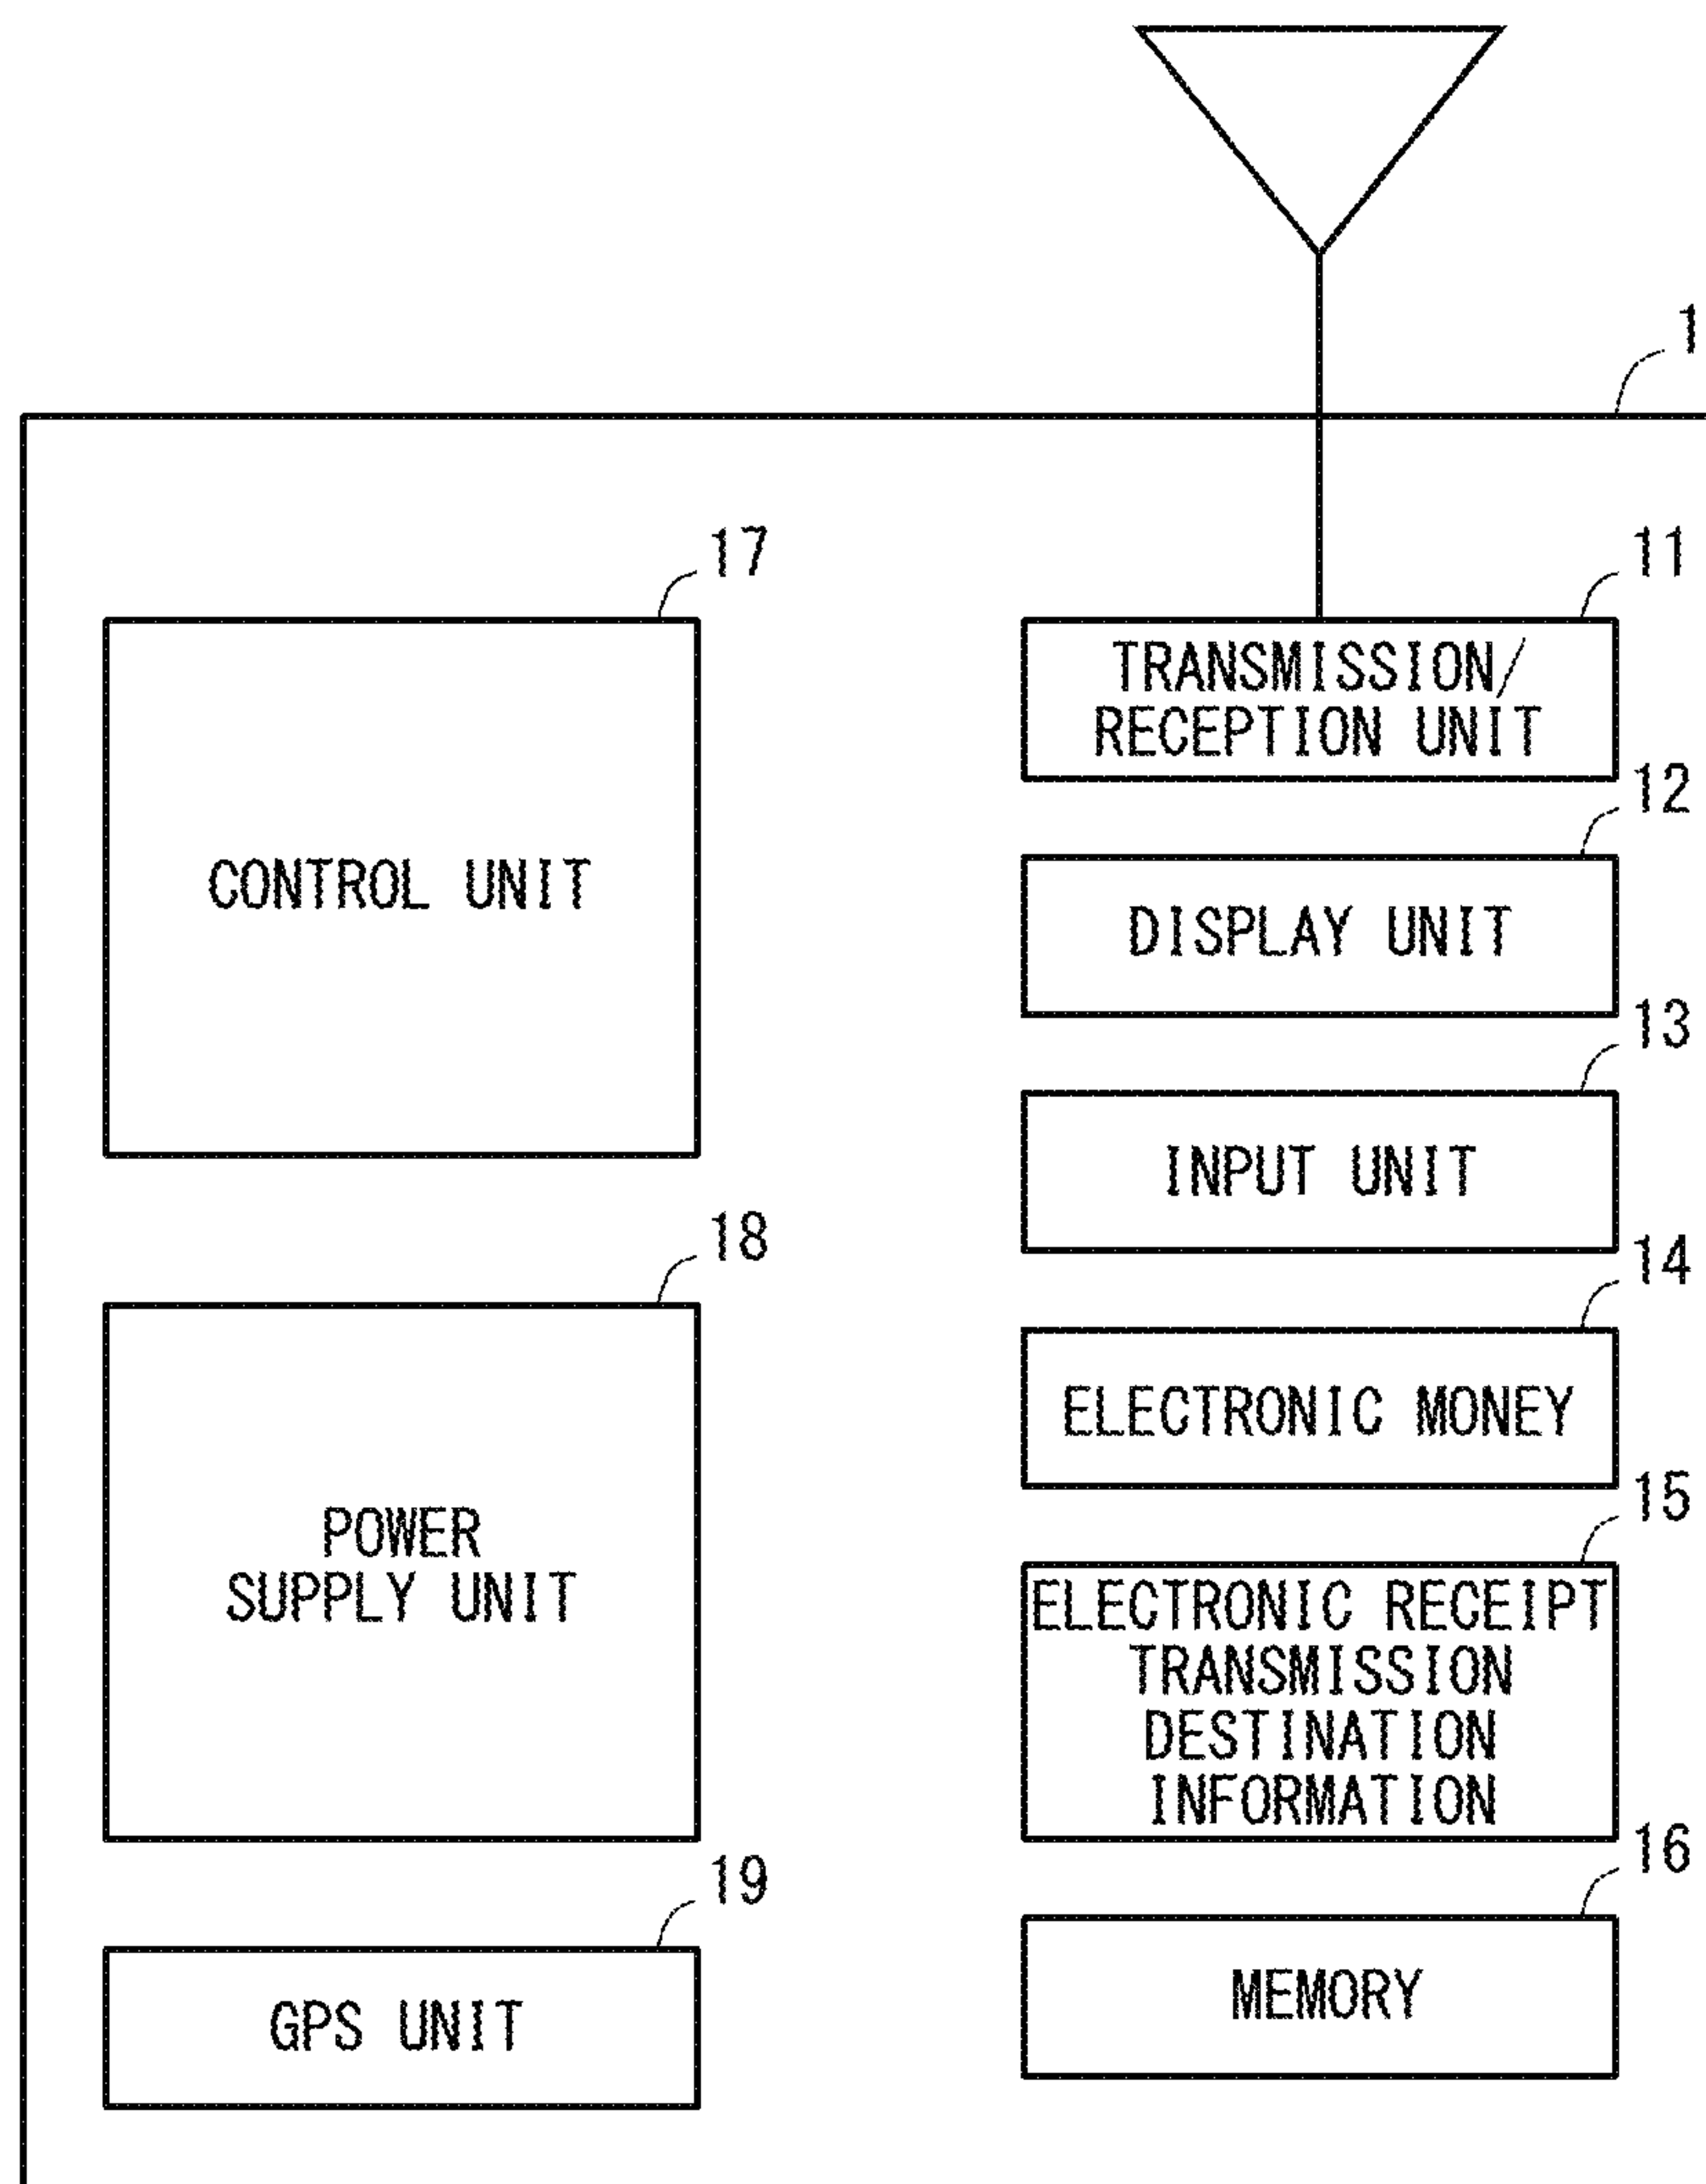 1
17
CONTROL UNIT
18
POWER
SUPPLY UNIT
19
GPS UNIT
11
TRANSMISSION/
RECEPTION UNIT
12
DISPLAY UNIT
13
INPUT UNIT
14
ELECTRONIC MONEY
15
ELECTRONIC RECEIPT
TRANSMISSION
DESTINATION
INFORMATION
16
MEMORY